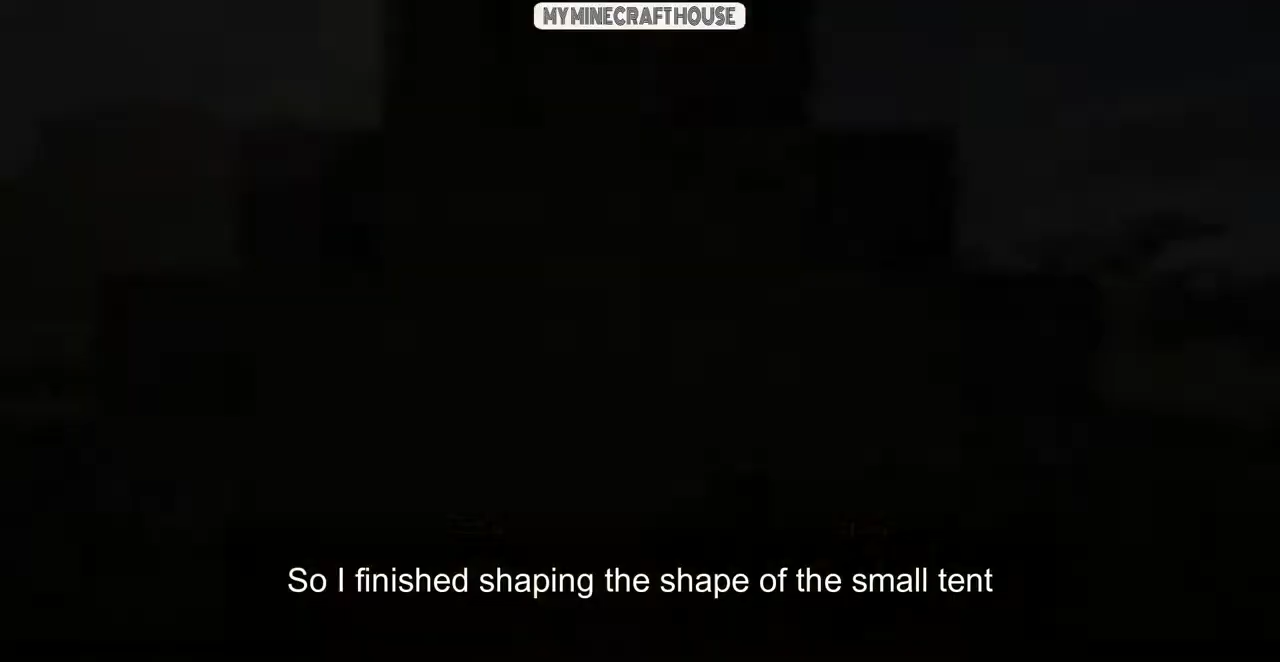 MYMINECRAFTHOUSE
So I finished shaping the shape of the small tent